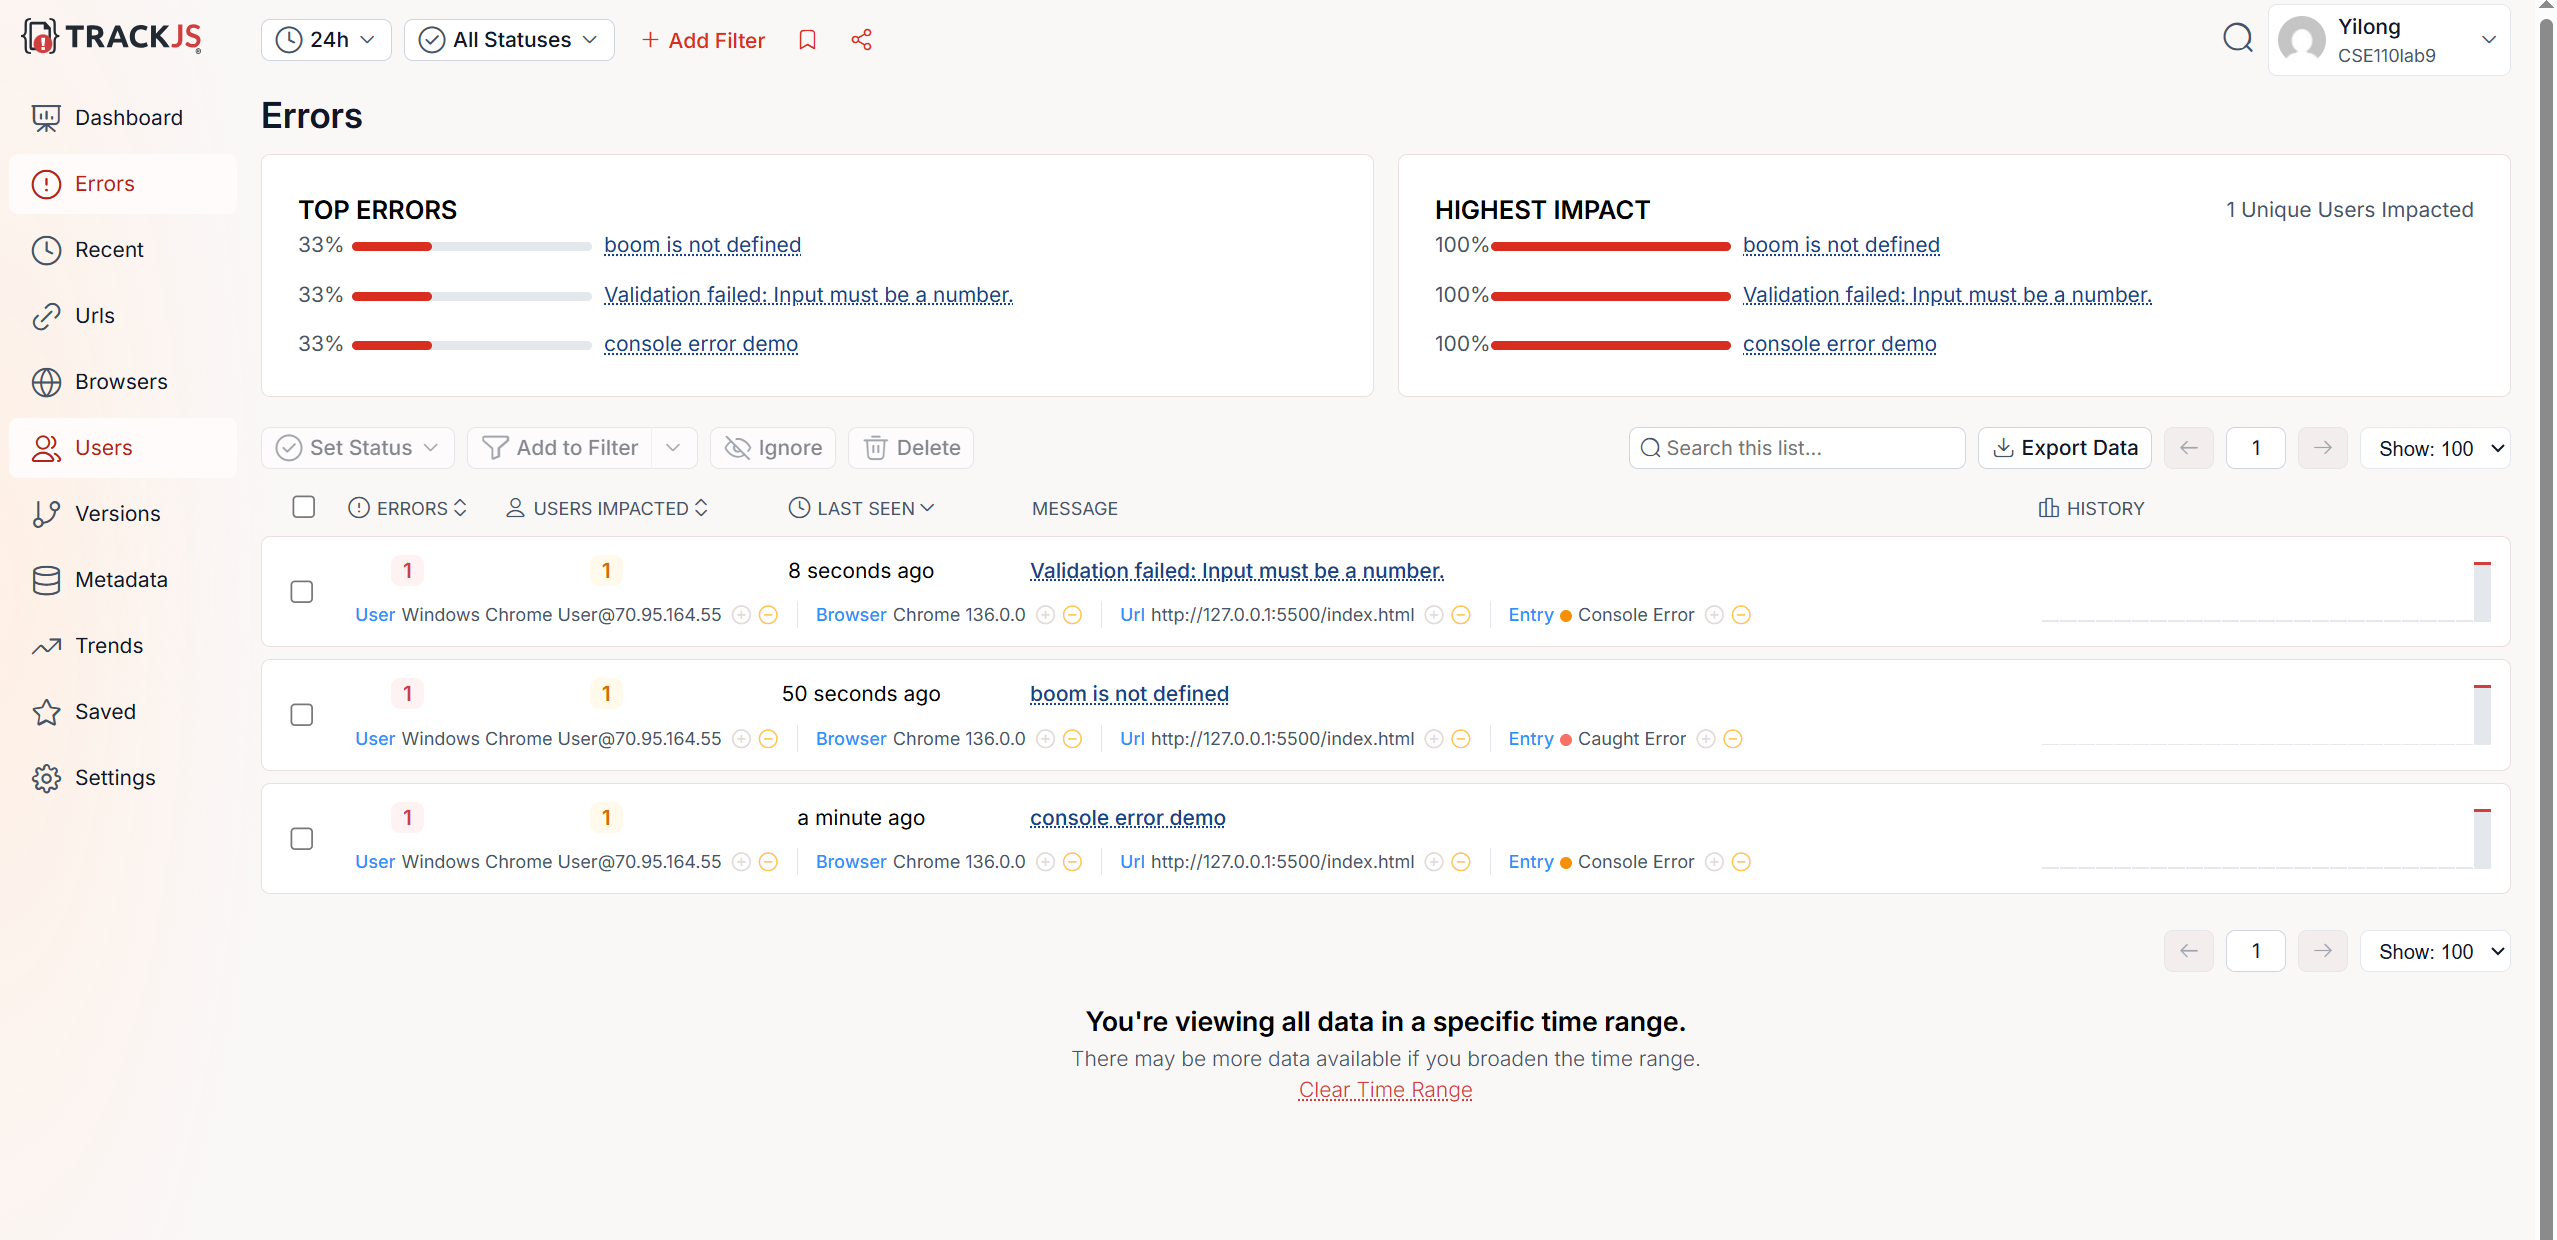 TRACKJS
24h
All Statuses
+ Add Filter
Yilong
CSE110lab9
Dashboard
Errors
Recent
Urls
Browsers
Users
Versions
Metadata
Trends
Saved
Settings
Errors
TOP ERRORS
33% boom is not defined
33% Validation failed: Input must be a number.
33% console error demo
HIGHEST IMPACT
1 Unique Users Impacted
100% boom is not defined
100% Validation failed: Input must be a number.
100% console error demo
Set Status
Add to Filter
Ignore
Delete
Search this list...
Export Data
1
Show: 100
ERRORS USERS IMPACTED LAST SEEN MESSAGE HISTORY
1 1 8 seconds ago Validation failed: Input must be a number.
User Windows Chrome User@70.95.164.55 Browser Chrome 136.0.0 Url http://127.0.0.1:5500/index.html Entry Console Error
1 1 50 seconds ago boom is not defined
User Windows Chrome User@70.95.164.55 Browser Chrome 136.0.0 Url http://127.0.0.1:5500/index.html Entry Caught Error
1 1 a minute ago console error demo
User Windows Chrome User@70.95.164.55 Browser Chrome 136.0.0 Url http://127.0.0.1:5500/index.html Entry Console Error
1
Show: 100
You're viewing all data in a specific time range.
There may be more data available if you broaden the time range.
Clear Time Range